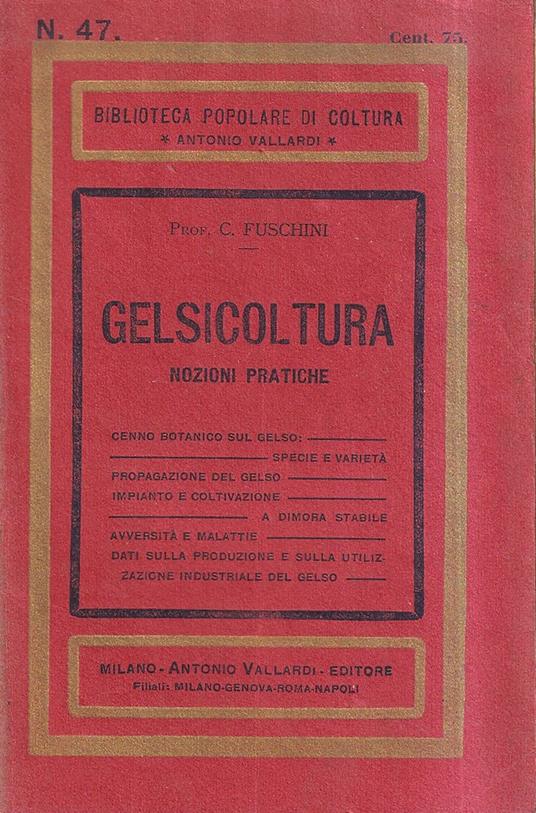 N. 47.
Cent. 75.
BIBLIOTECA POPOLARE DI COLTURA
* ANTONIO VALLARDI *
PROF. C. FUSCHINI
GELSICOLTURA
NOZIONI PRATICHE
CENNO BOTANICO SUL GELSO:
SPECIE E VARIETÀ
PROPAGAZIONE DEL GELSO
IMPIANTO E COLTIVAZIONE
A DIMORA STABILE
AVVERSITÀ E MALATTIE
DATI SULLA PRODUZIONE E SULLA UTILIZ-
ZAZIONE INDUSTRIALE DEL GELSO
MILANO - ANTONIO VALLARDI - EDITORE
Filiali: MILANO-GENOVA-ROMA-NAPOLI